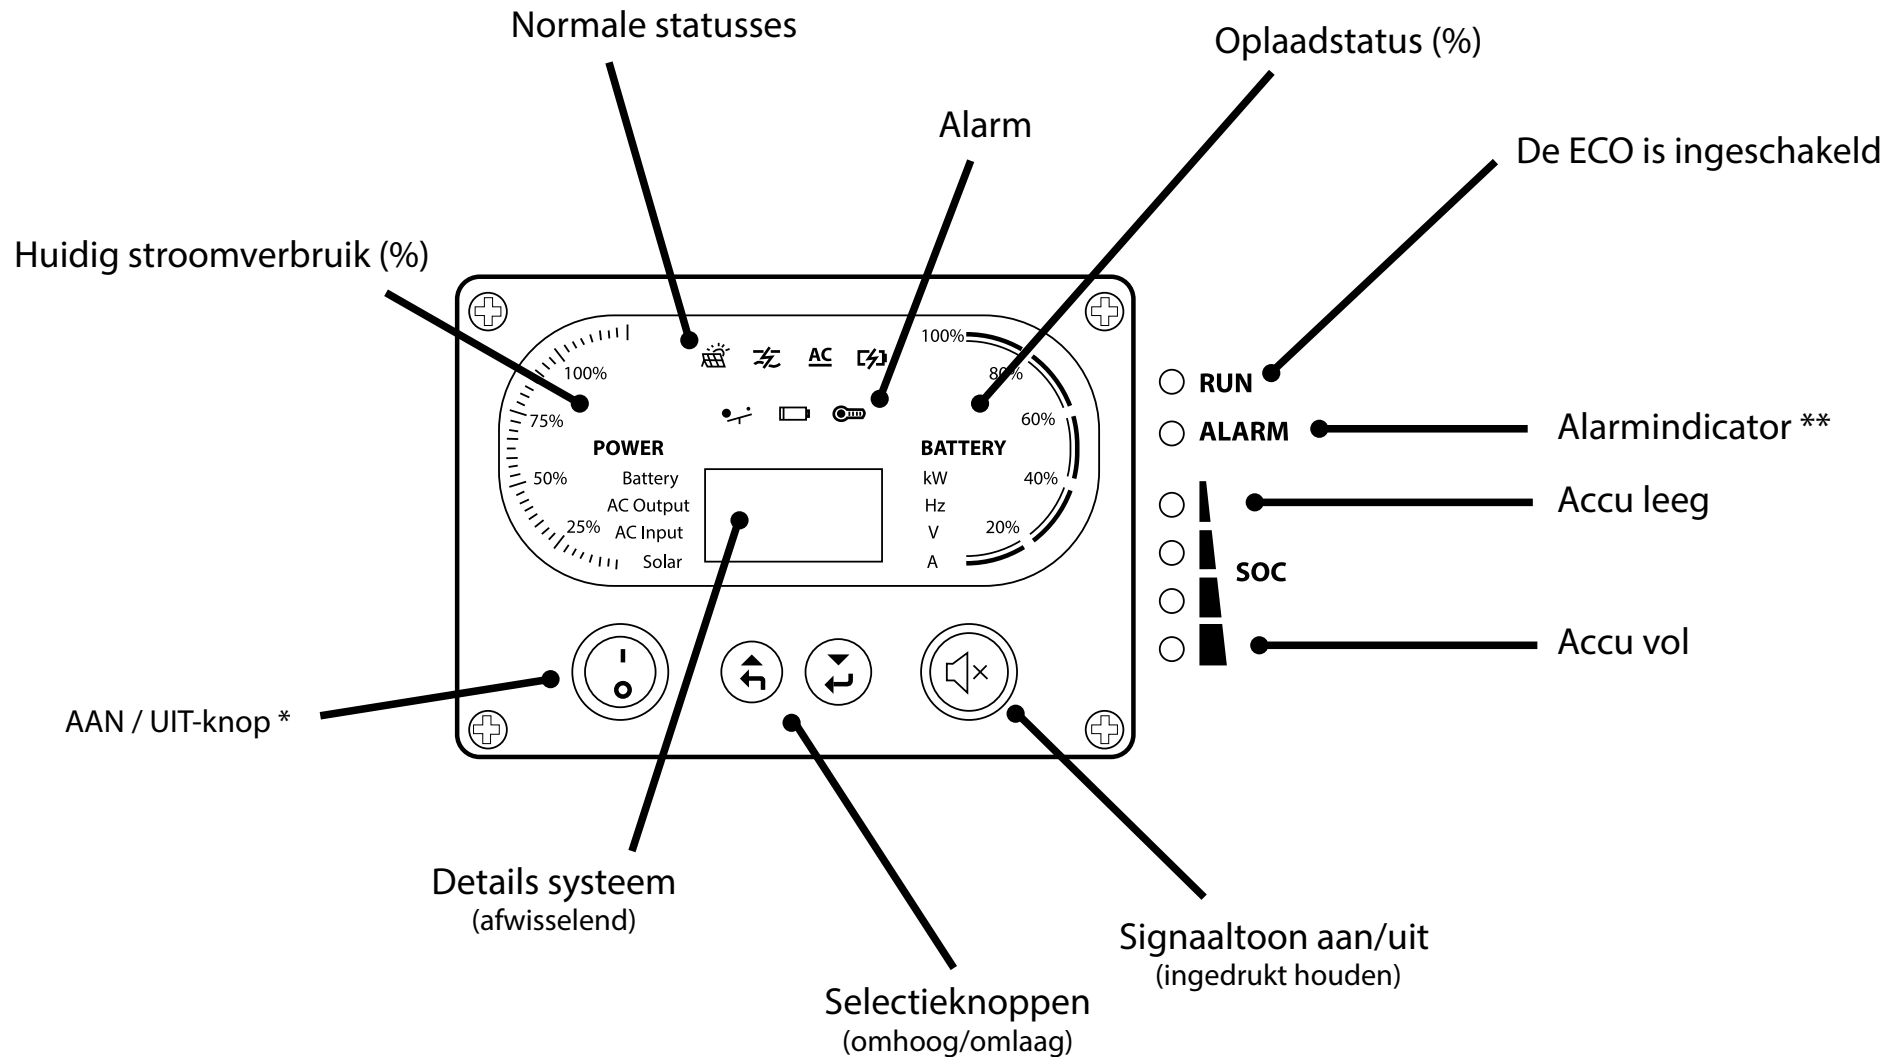 Normale statusses
Oplaadstatus (%)
Alarm
De ECO is ingeschakeld
Huidig stroomverbruik (%)
100%
AC
100%
80%
RUN
75%
60%
ALARM
Alarmindicator **
POWER
BATTERY
50%
Battery
kW
40%
Accu leeg
AC Output
Hz
25%
AC Input
V
20%
Solar
A
SOC
Accu vol
AAN / UIT-knop *
Details systeem
(afwisselend)
Signaaltoon aan/uit
(ingedrukt houden)
Selectieknoppen
(omhoog/omlaag)